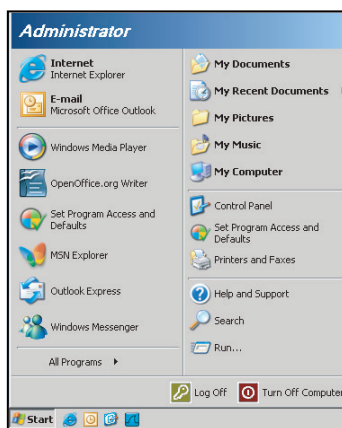 Administrator
Internet
Internet Explorer
E-mail
Microsoft Office Outlook
Windows Media Player
OpenOffice.org Writer
Set Program Access and
Defaults
MSN Explorer
Outlook Express
Windows Messenger
All Programs
My Documents
My Recent Documents
My Pictures
My Music
My Computer
Control Panel
Set Program Access and
Defaults
Printers and Faxes
Help and Support
Search
Run...
Log Off
Turn Off Computer
Start